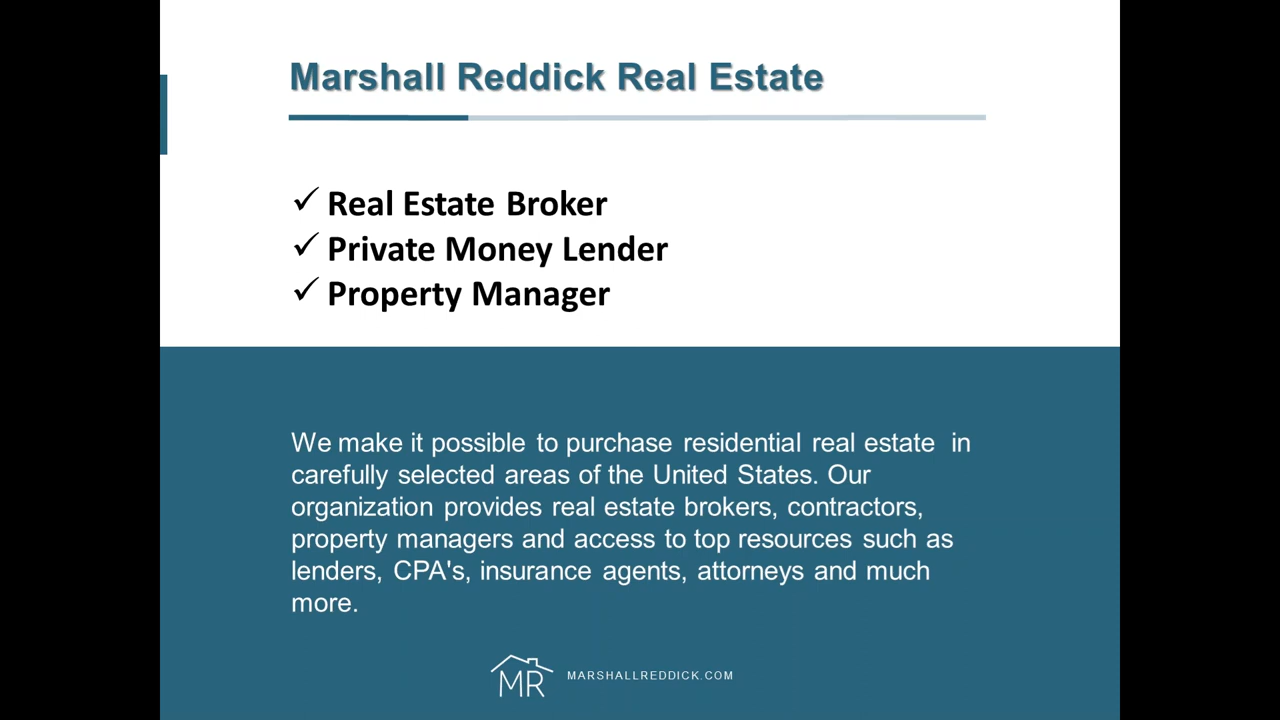 Marshall Reddick Real Estate
✓ Real Estate Broker
✓ Private Money Lender
✓ Property Manager
We make it possible to purchase residential real estate in
carefully selected areas of the United States. Our
organization provides real estate brokers, contractors,
property managers and access to top resources such as
lenders, CPA's, insurance agents, attorneys and much
more.
MR
MARSHALLREDDICK.COM